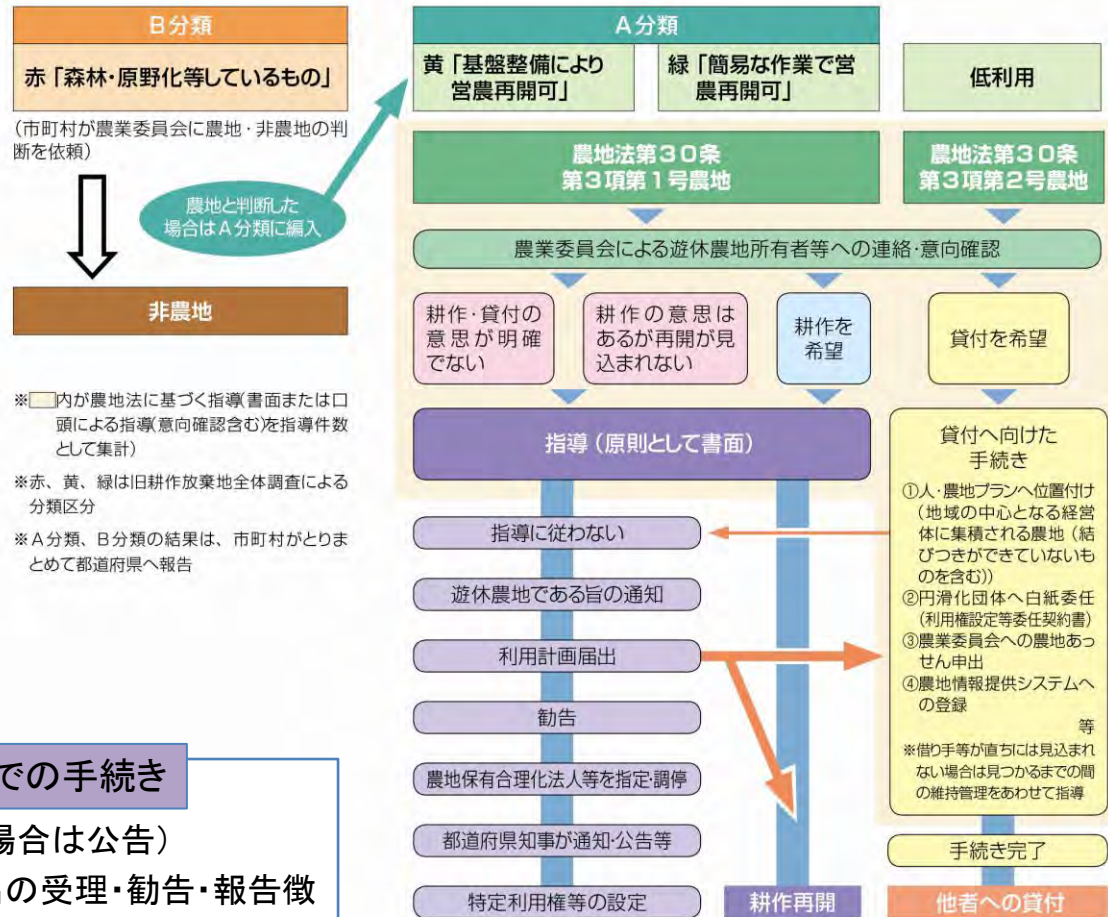 B分類
赤「森林・原野化等しているもの」
(市町村が農業委員会に農地・非農地の判
断を依頼)
農地と判断した
場合はA分類に編入
非農地
※□内が農地法に基づく指導(書面または口
頭による指導(意向確認含む)を指導件数
として集計)
※赤、黄、緑は旧耕作放棄地全体調査による
分類区分
※A分類、B分類の結果は、市町村がとりま
とめて都道府県へ報告
A分類
黄「基盤整備により
営農再開可」
緑「簡易な作業で営
農再開可」
低利用
農地法第30条
第3項第1号農地
農地法第30条
第3項第2号農地
農業委員会による遊休農地所有者等への連絡・意向確認
耕作・貸付の
意思が明確
でない
耕作の意思は
あるが再開が見
込まれない
耕作を
希望
貸付を希望
指導(原則として書面)
指導に従わない
遊休農地である旨の通知
利用計画届出
勧告
農地保有合理化法人等を指定・調停
都道府県知事が通知・公告等
特定利用権等の設定
耕作再開
貸付へ向けた
手続き
①人・農地プランへ位置付け
(地域の中心となる経営
体に集積される農地(結
びつきができていないも
のを含む))
②円滑化団体へ白紙委任
(利用権設定等委任契約書)
③農業委員会への農地あっ
せん申出
④農地情報提供システムへ
の登録
等
※借り手等が直ちには見込まれ
ない場合は見つかるまでの間
の維持管理をあわせて指導
手続き完了
他者への貸付
での手続き
場合は公告)
の受理・勧告・報告徴